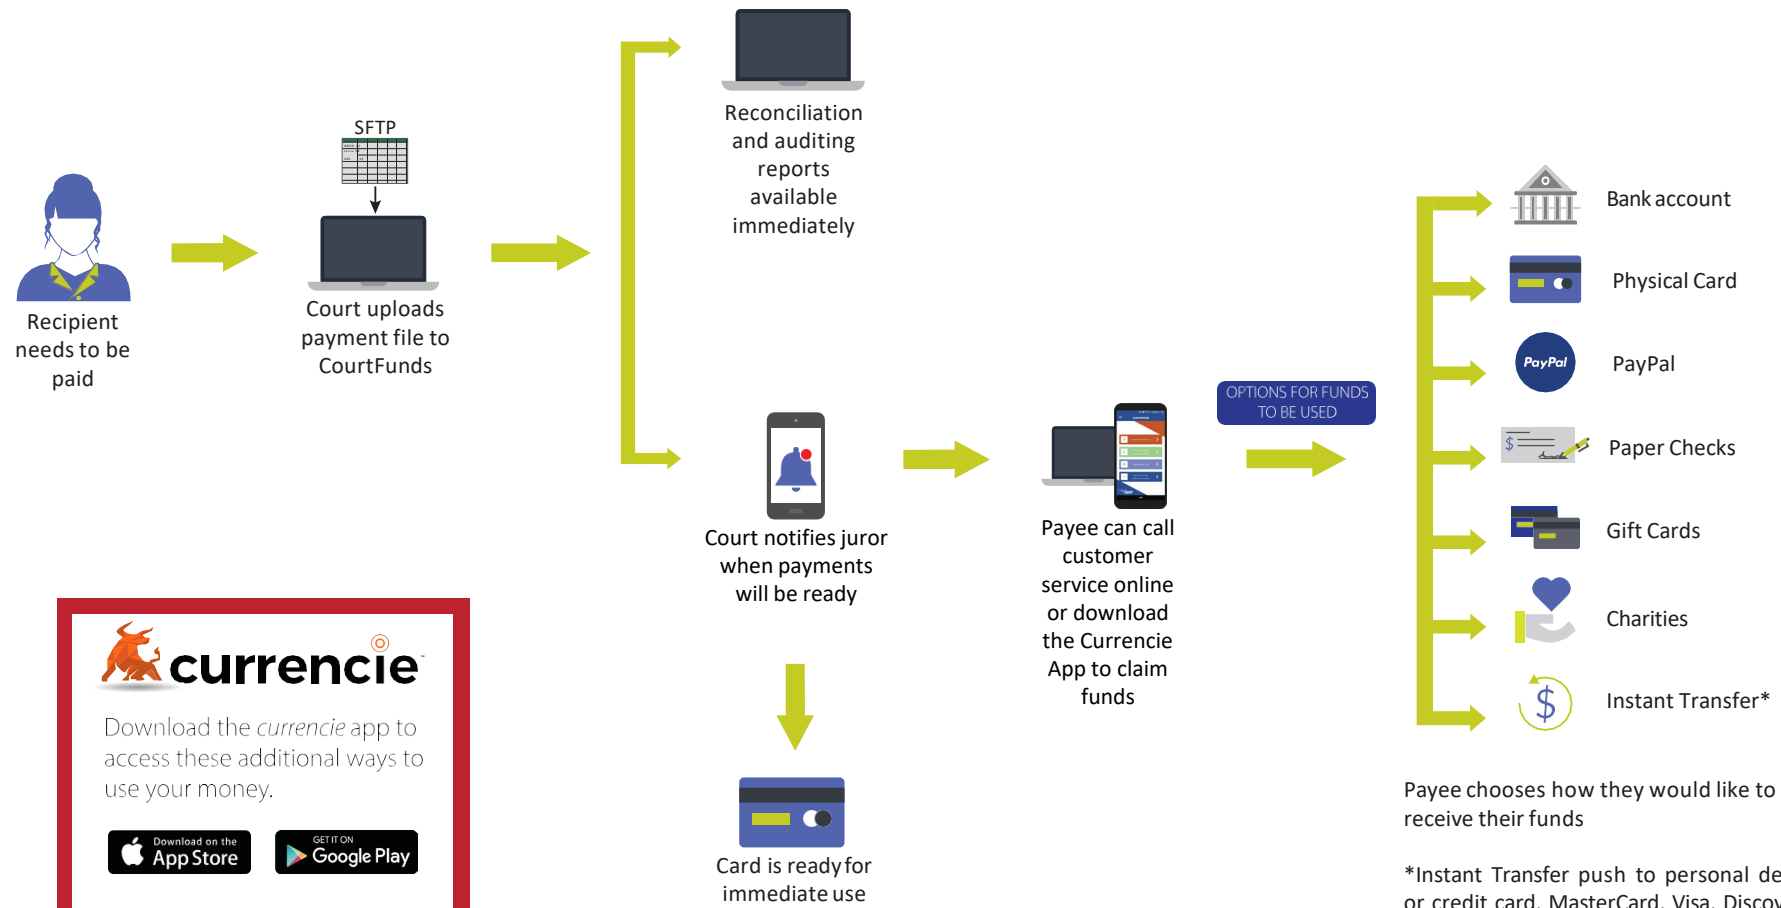 SFTP
Recipient
needs to be
paid
Court uploads
payment file to
CourtFunds
Reconciliation
and auditing
reports
available
immediately
Court notifies juror
when payments
will be ready
Card is ready for
immediate use
Payee can call
customer
service online
or download
the Currencie
App to claim
funds
OPTIONS FOR FUNDS
TO BE USED
Bank account
Physical Card
PayPal
PayPal
Paper Checks
Gift Cards
Charities
Instant Transfer*
Payee chooses how they would like to
receive their funds
*Instant Transfer push to personal de
or credit card. MasterCard, Visa, Discov
currencie
Download the currencie app to
access these additional ways to
use your money.
Download on the
App Store
GET IT ON
Google Play